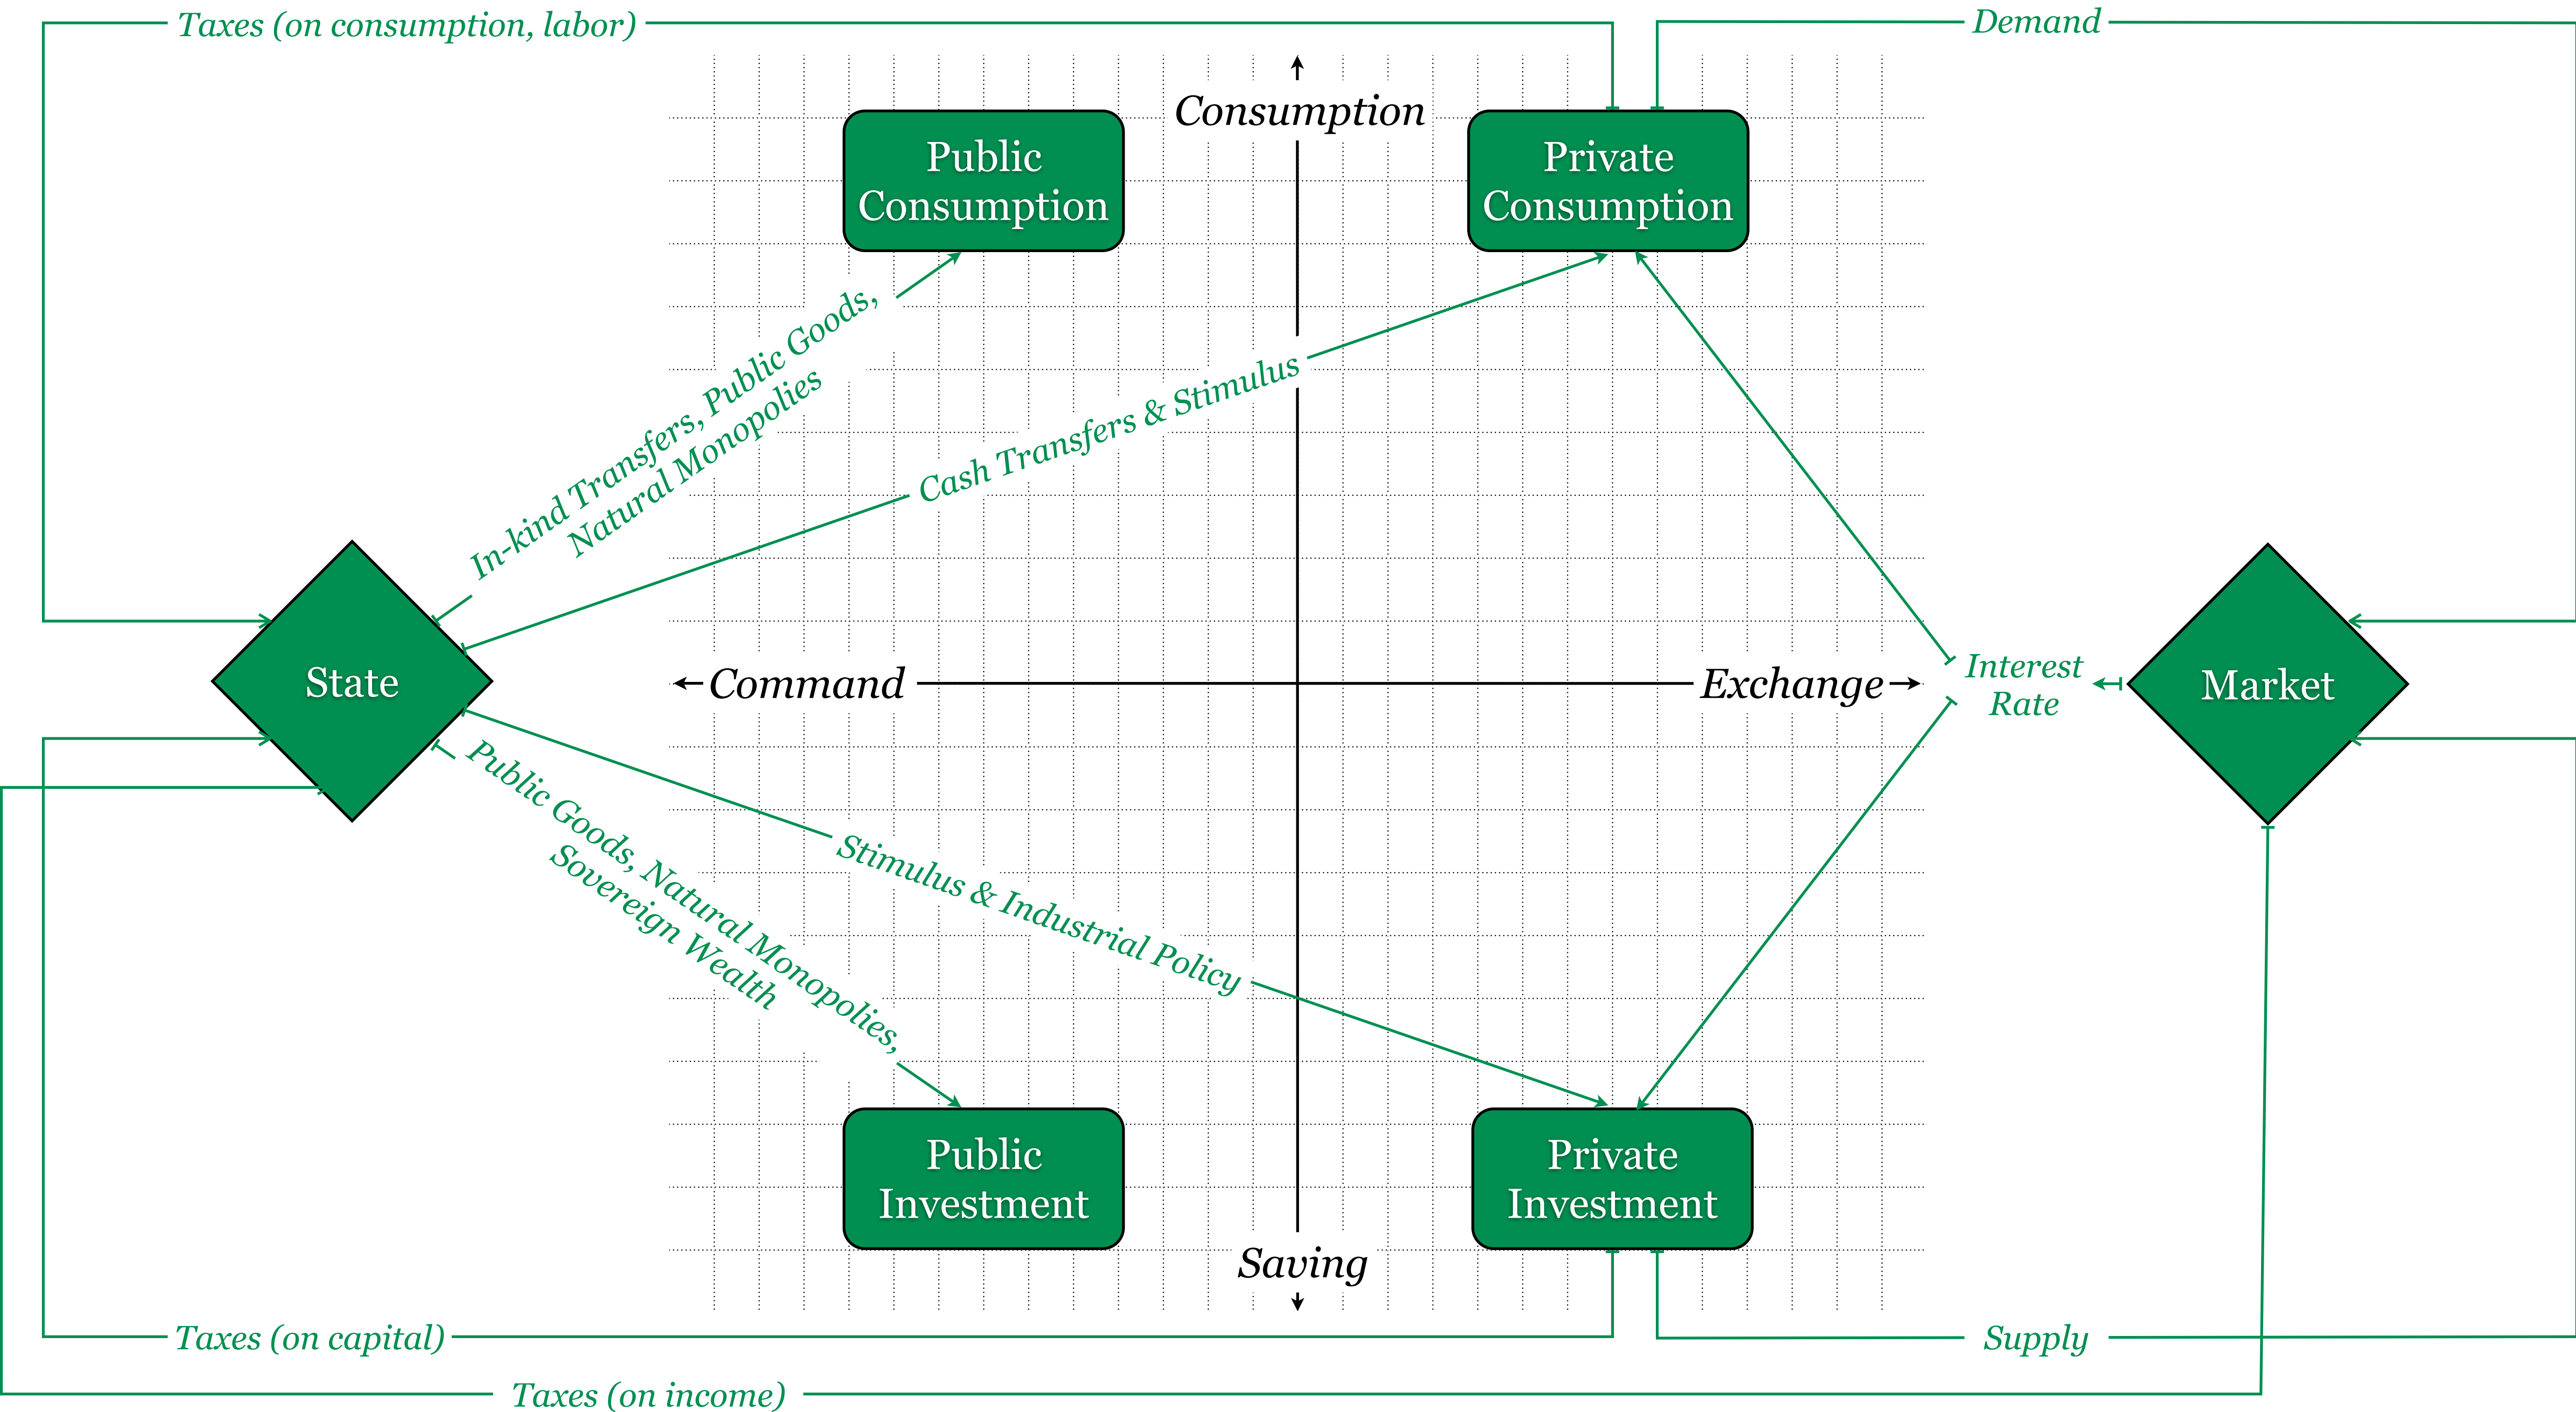 Taxes (on consumption, labor)
Demand
Consumption
Public
Consumption
Private
Consumption
In-kind Transfers, Public Goods,
Natural Monopolies
Cash Transfers & Stimulus
State
Command
Exchange
Interest
Rate
Market
Public Goods, Natural Monopolies,
Sovereign Wealth
Stimulus & Industrial Policy
Public
Investment
Private
Investment
Saving
Taxes (on capital)
Supply
Taxes (on income)